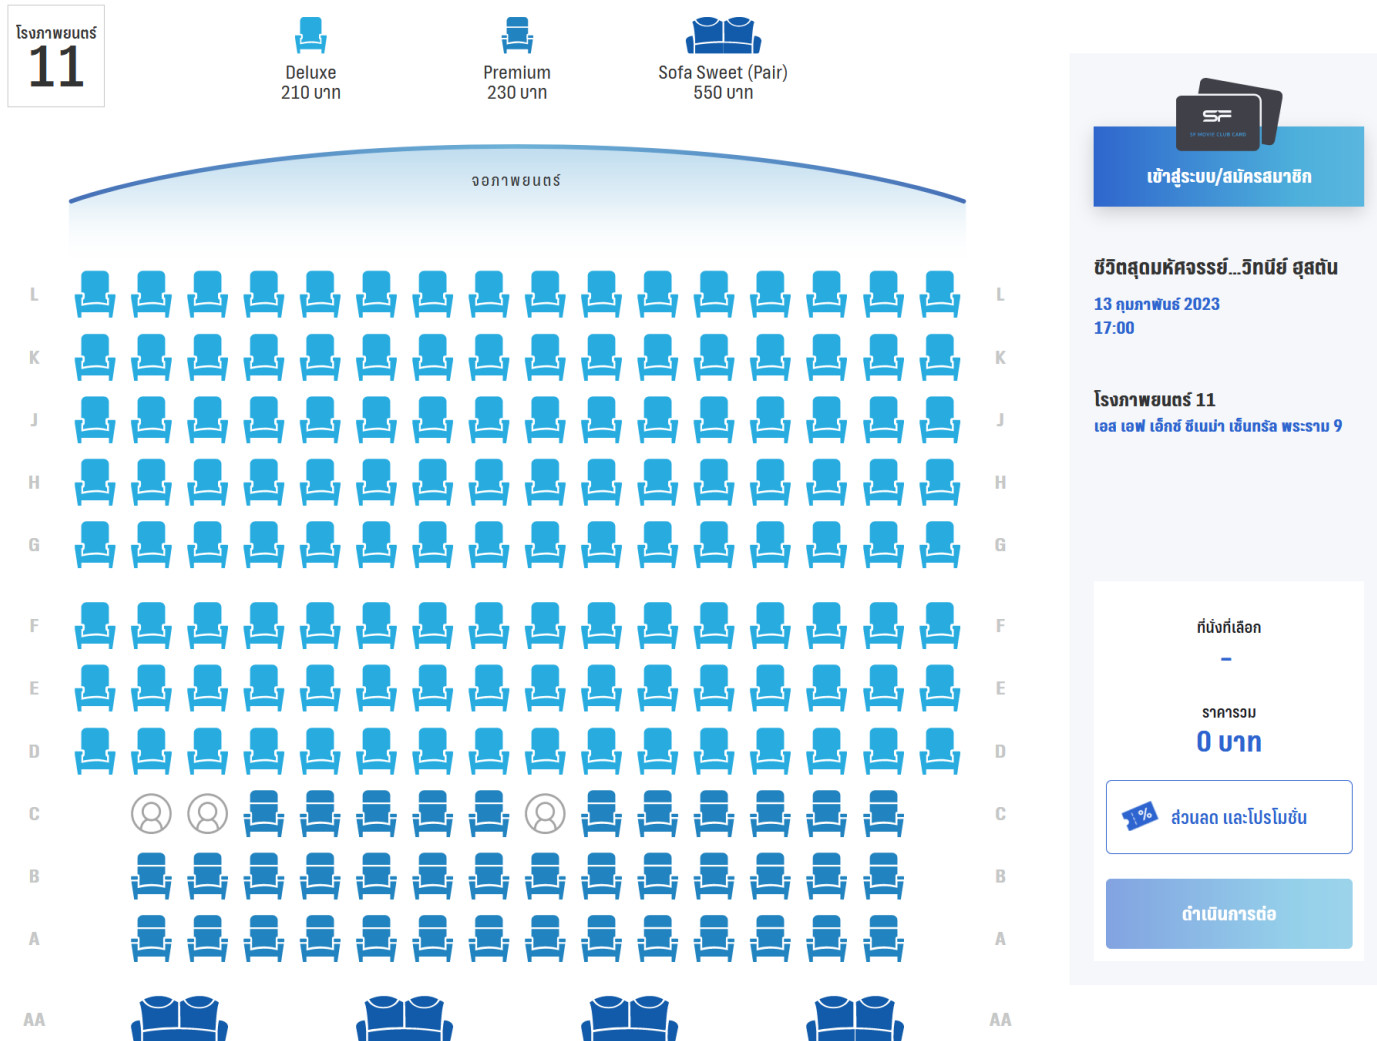 โรงภาพยนตร์
11
Deluxe
210 บาท
Premium
230 บาท
Sofa Sweet (Pair)
550 บาท
จอภาพยนตร์
L L
K K
J J
H H
G G
F F
E E
D D
C C
B B
A A
AA AA
SF
SF MOVIE CLUB CARD
เข้าสู่ระบบ/สมัครสมาชิก
ชีวิตสุดมหัศจรรย์...วิทนีย์ ฮุสตัน
13 กุมภาพันธ์ 2023
17:00
โรงภาพยนตร์ 11
เอส เอฟ เอ็กซ์ ซีเนม่า เซ็นทรัล พระราม 9
ที่นั่งที่เลือก
–
ราคารวม
0 บาท
%
ส่วนลด และโปรโมชั่น
ดำเนินการต่อ